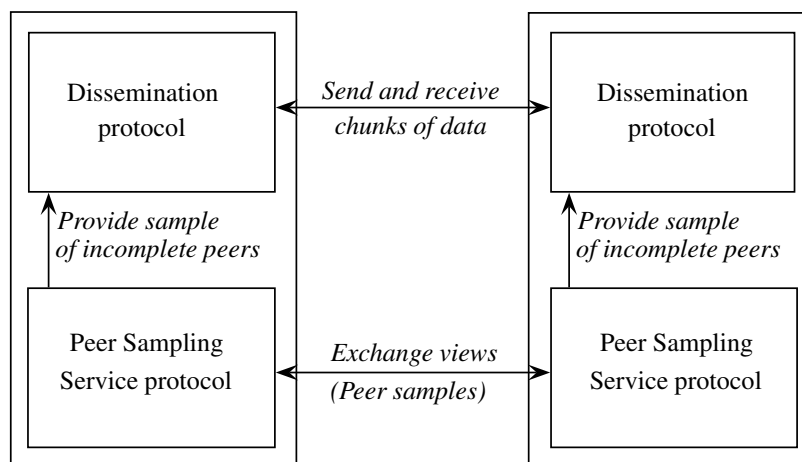 Dissemination
protocol
Send and receive
chunks of data
Dissemination
protocol
Provide sample
of incomplete peers
Provide sample
of incomplete peers
Peer Sampling
Service protocol
Exchange views
(Peer samples)
Peer Sampling
Service protocol